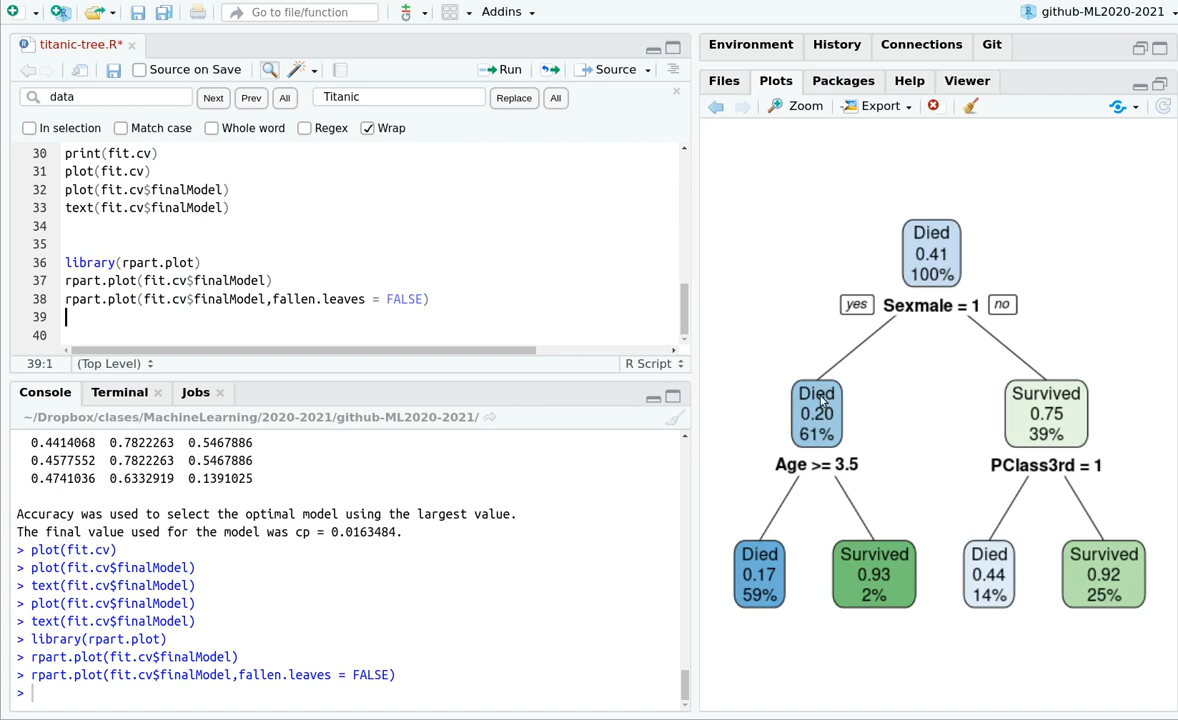 Go to file/function
Addins
github-ML2020-2021
titanic-tree.R*
Source on Save
Run
Source
data
Next
Prev
All
Titanic
Replace
All
In selection
Match case
Whole word
Regex
Wrap
30 print(fit.cv)
31 plot(fit.cv)
32 plot(fit.cv$finalModel)
33 text(fit.cv$finalModel)
34
35
36 library(rpart.plot)
37 rpart.plot(fit.cv$finalModel)
38 rpart.plot(fit.cv$finalModel,fallen.leaves = FALSE)
39
40
39:1 (Top Level) R Script
Console Terminal Jobs
~/Dropbox/clases/MachineLearning/2020-2021/github-ML2020-2021/
0.4414068 0.7822263 0.5467886
0.4577552 0.7822263 0.5467886
0.4741036 0.6332919 0.1391025
Accuracy was used to select the optimal model using the largest value.
The final value used for the model was cp = 0.0163484.
> plot(fit.cv)
> plot(fit.cv$finalModel)
> text(fit.cv$finalModel)
> plot(fit.cv$finalModel)
> text(fit.cv$finalModel)
> library(rpart.plot)
> rpart.plot(fit.cv$finalModel)
> rpart.plot(fit.cv$finalModel,fallen.leaves = FALSE)
>
Environment History Connections Git
Files Plots Packages Help Viewer
Zoom Export
Died
0.41
100%
yes Sexmale = 1 no
Died
0.20
61%
Survived
0.75
39%
Age >= 3.5
PClass3rd = 1
Died
0.17
59%
Survived
0.93
2%
Died
0.44
14%
Survived
0.92
25%